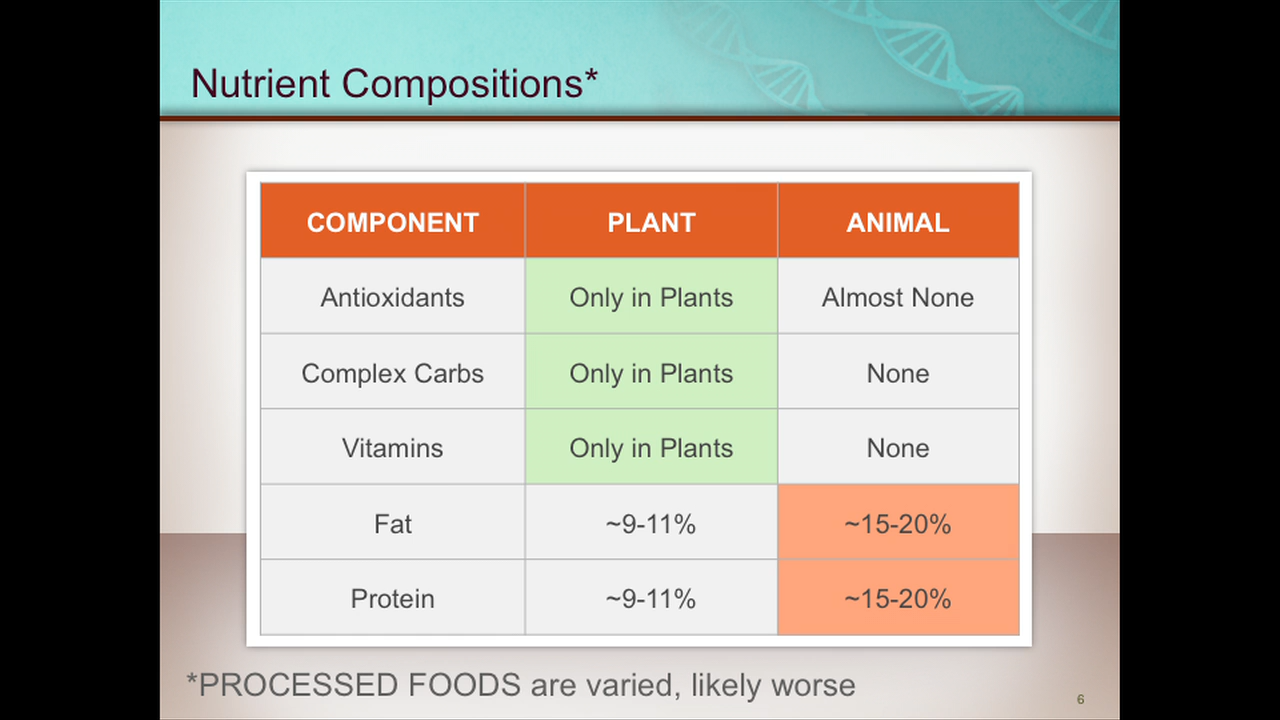 Nutrient Compositions*
COMPONENT PLANT ANIMAL
Antioxidants Only in Plants Almost None
Complex Carbs Only in Plants None
Vitamins Only in Plants None
Fat ~9-11% ~15-20%
Protein ~9-11% ~15-20%
*PROCESSED FOODS are varied, likely worse
6